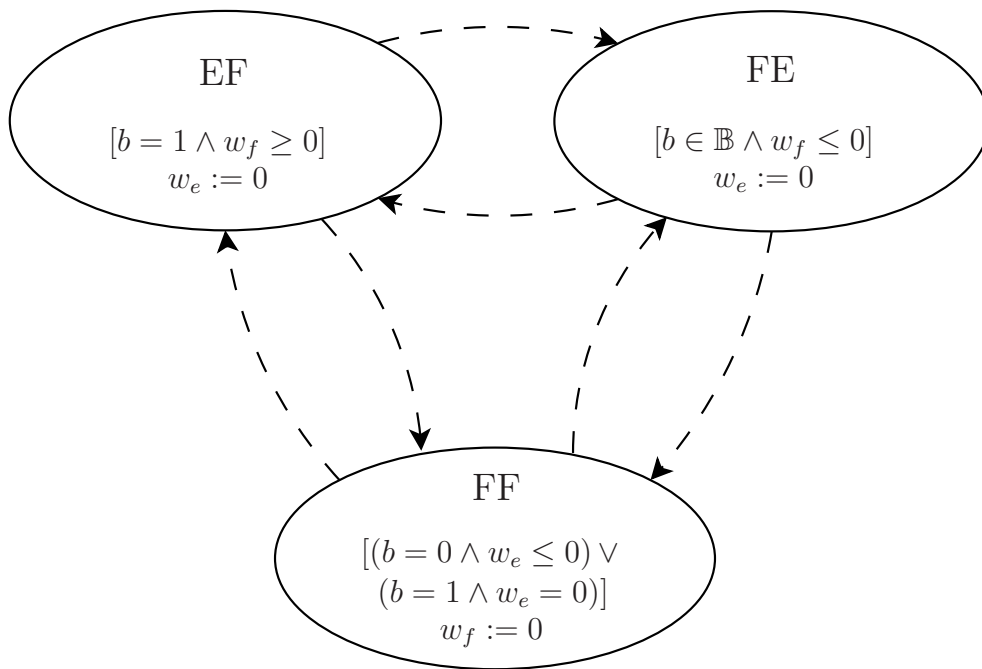 EF
[b = 1 ∧ w_f ≥ 0]
w_e := 0
FE
[b ∈ 𝔹 ∧ w_f ≤ 0]
w_e := 0
FF
[(b = 0 ∧ w_e ≤ 0) ∨
(b = 1 ∧ w_e = 0)]
w_f := 0